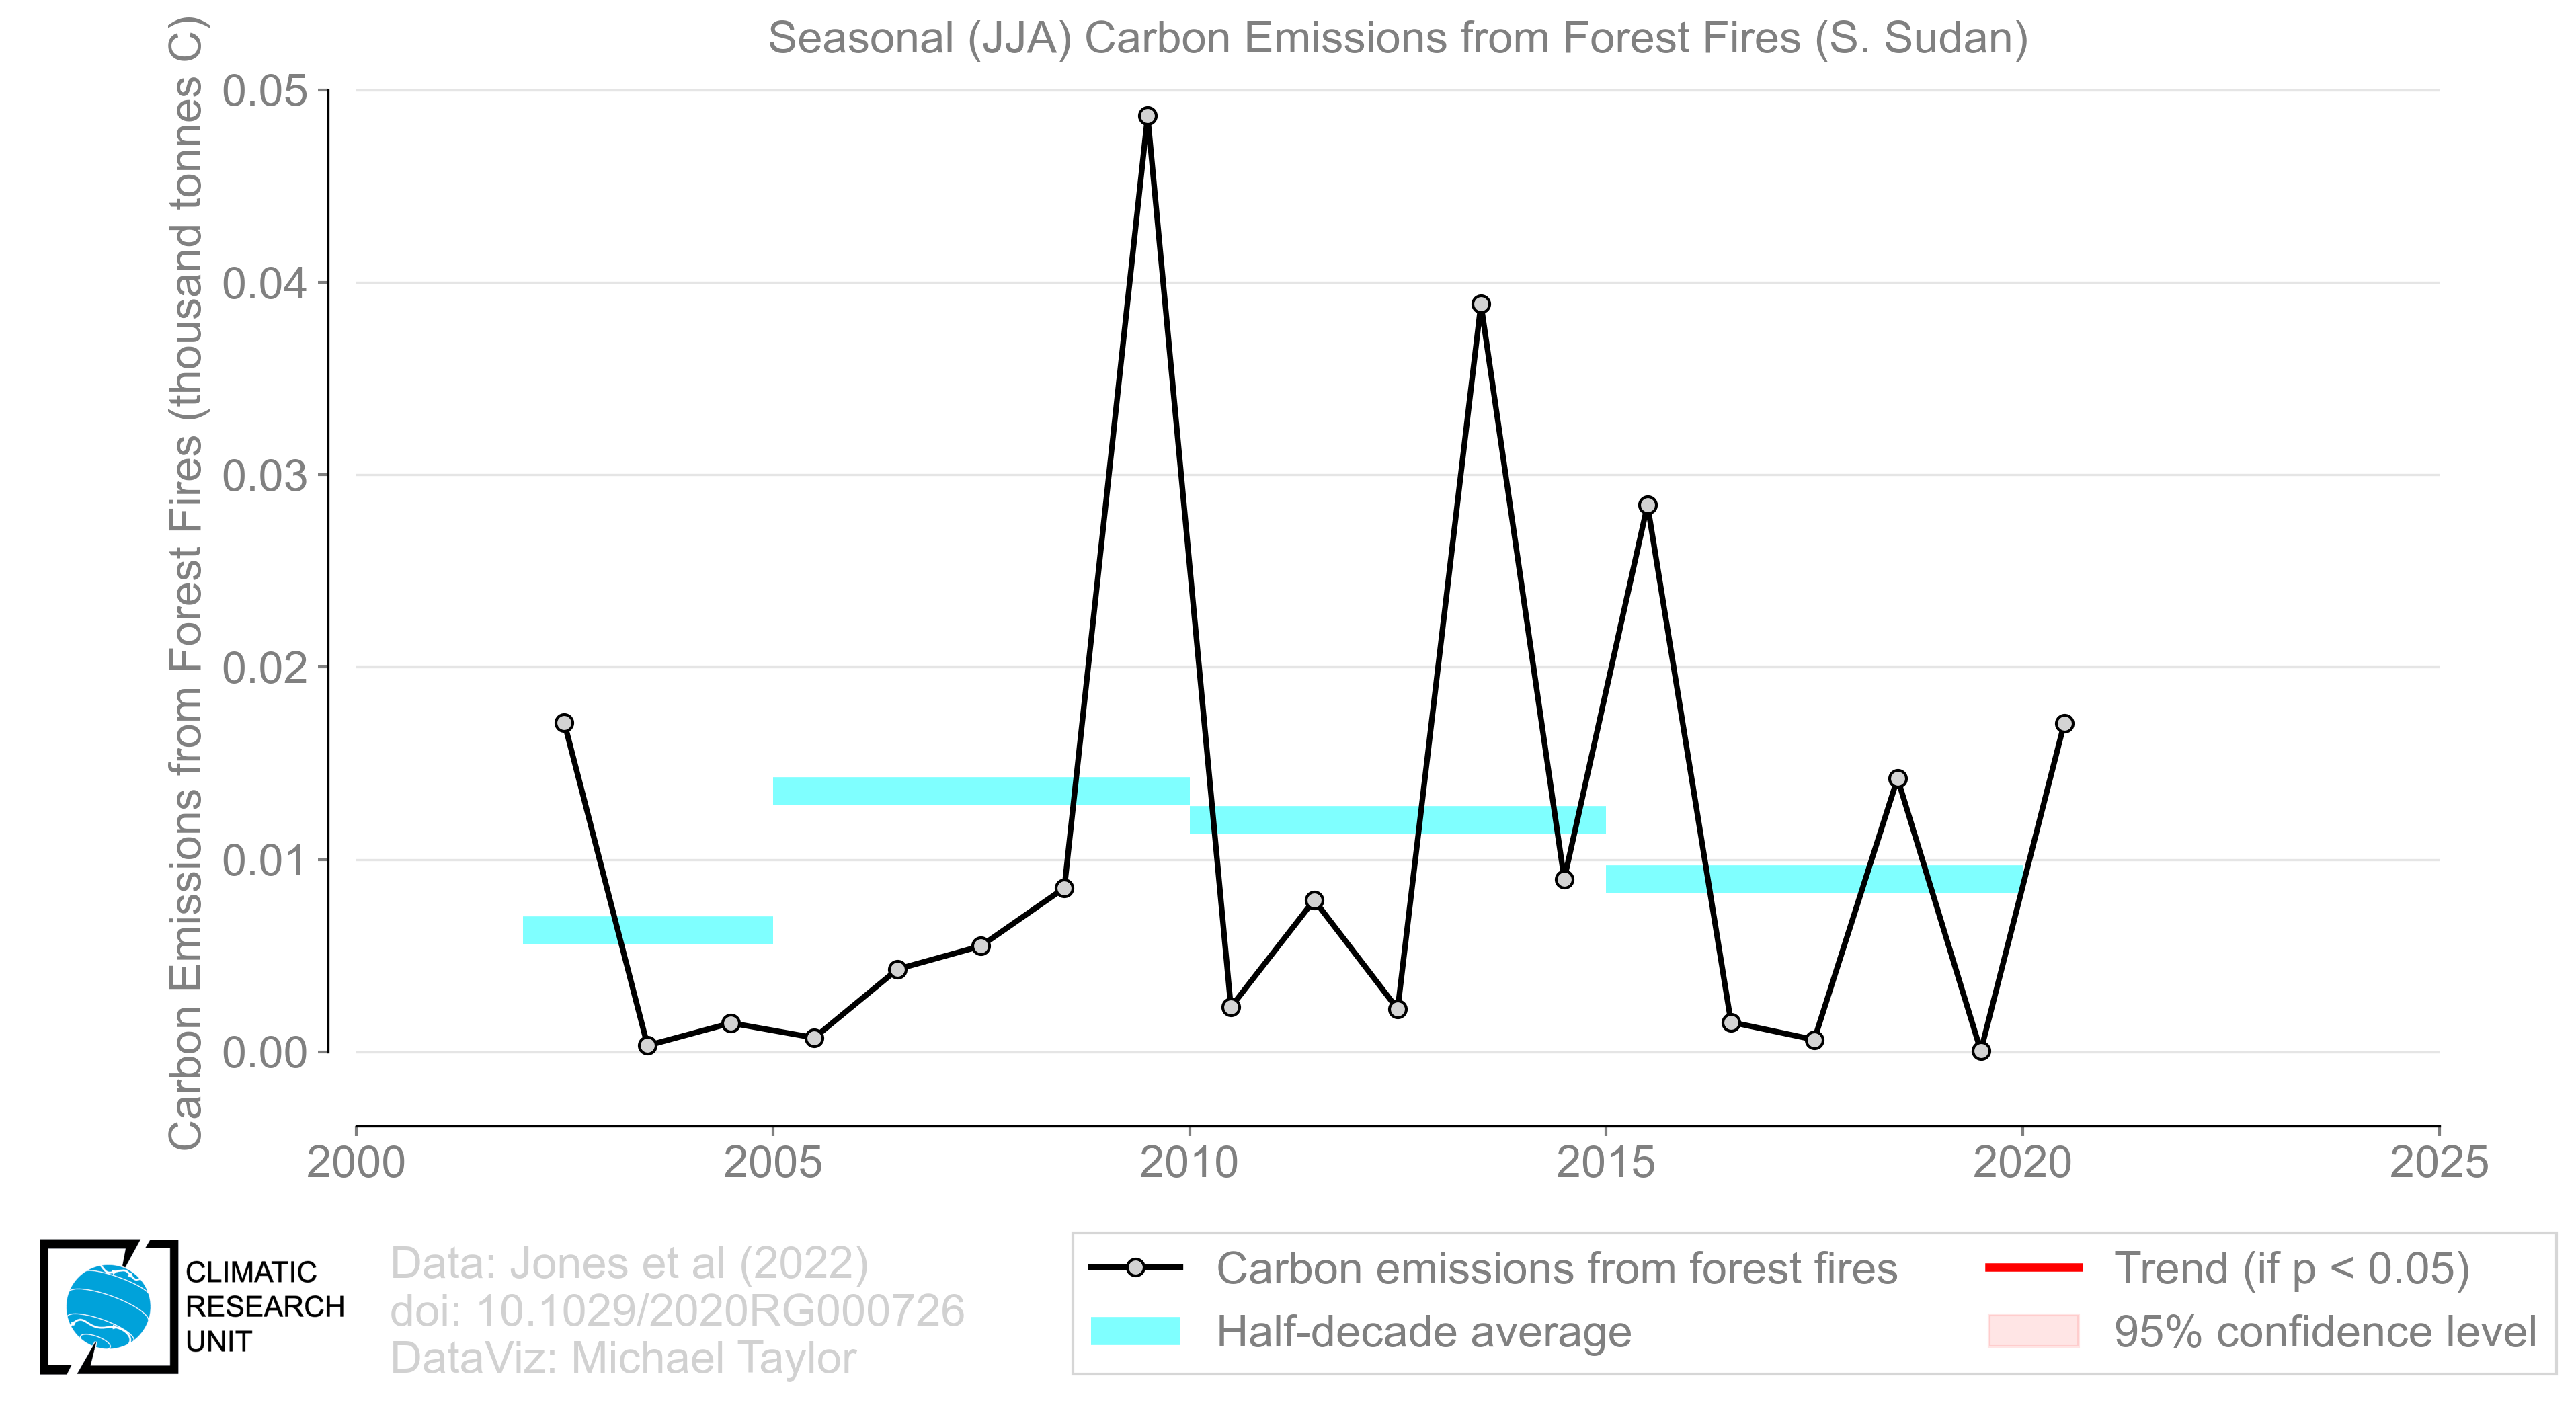 Seasonal (JJA) Carbon Emissions from Forest Fires (S. Sudan)
Carbon Emissions from Forest Fires (thousand tonnes C)
0.05
0.04
0.03
0.02
0.01
0.00
2000 2005 2010 2015 2020 2025
CLIMATIC
RESEARCH
UNIT
Data: Jones et al (2022)
doi: 10.1029/2020RG000726
DataViz: Michael Taylor
Carbon emissions from forest fires
Half-decade average
Trend (if p < 0.05)
95% confidence level